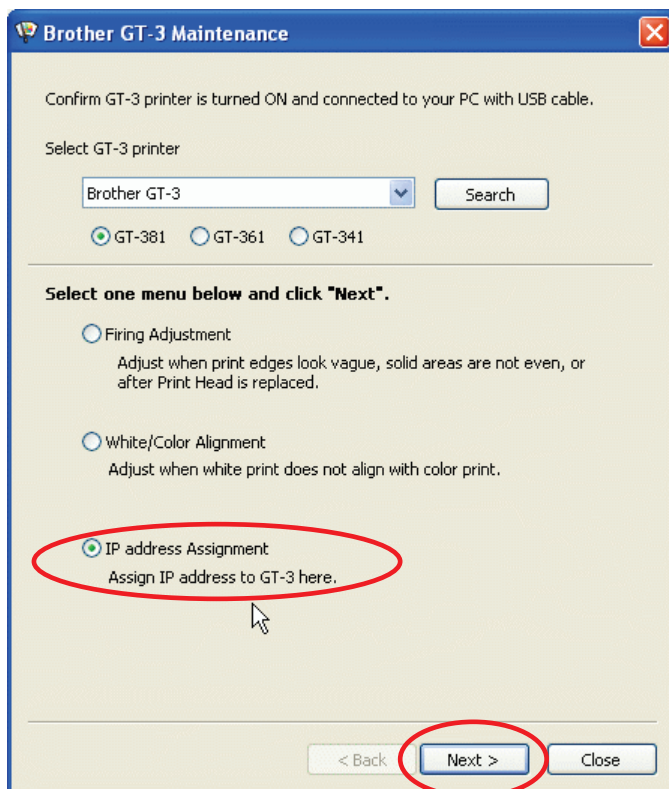 Brother GT-3 Maintenance
Confirm GT-3 printer is turned ON and connected to your PC with USB cable.
Select GT-3 printer
Brother GT-3 Search
GT-381 GT-361 GT-341
Select one menu below and click "Next".
Firing Adjustment
Adjust when print edges look vague, solid areas are not even, or
after Print Head is replaced.
White/Color Alignment
Adjust when white print does not align with color print.
IP address Assignment
Assign IP address to GT-3 here.
< Back Next > Close